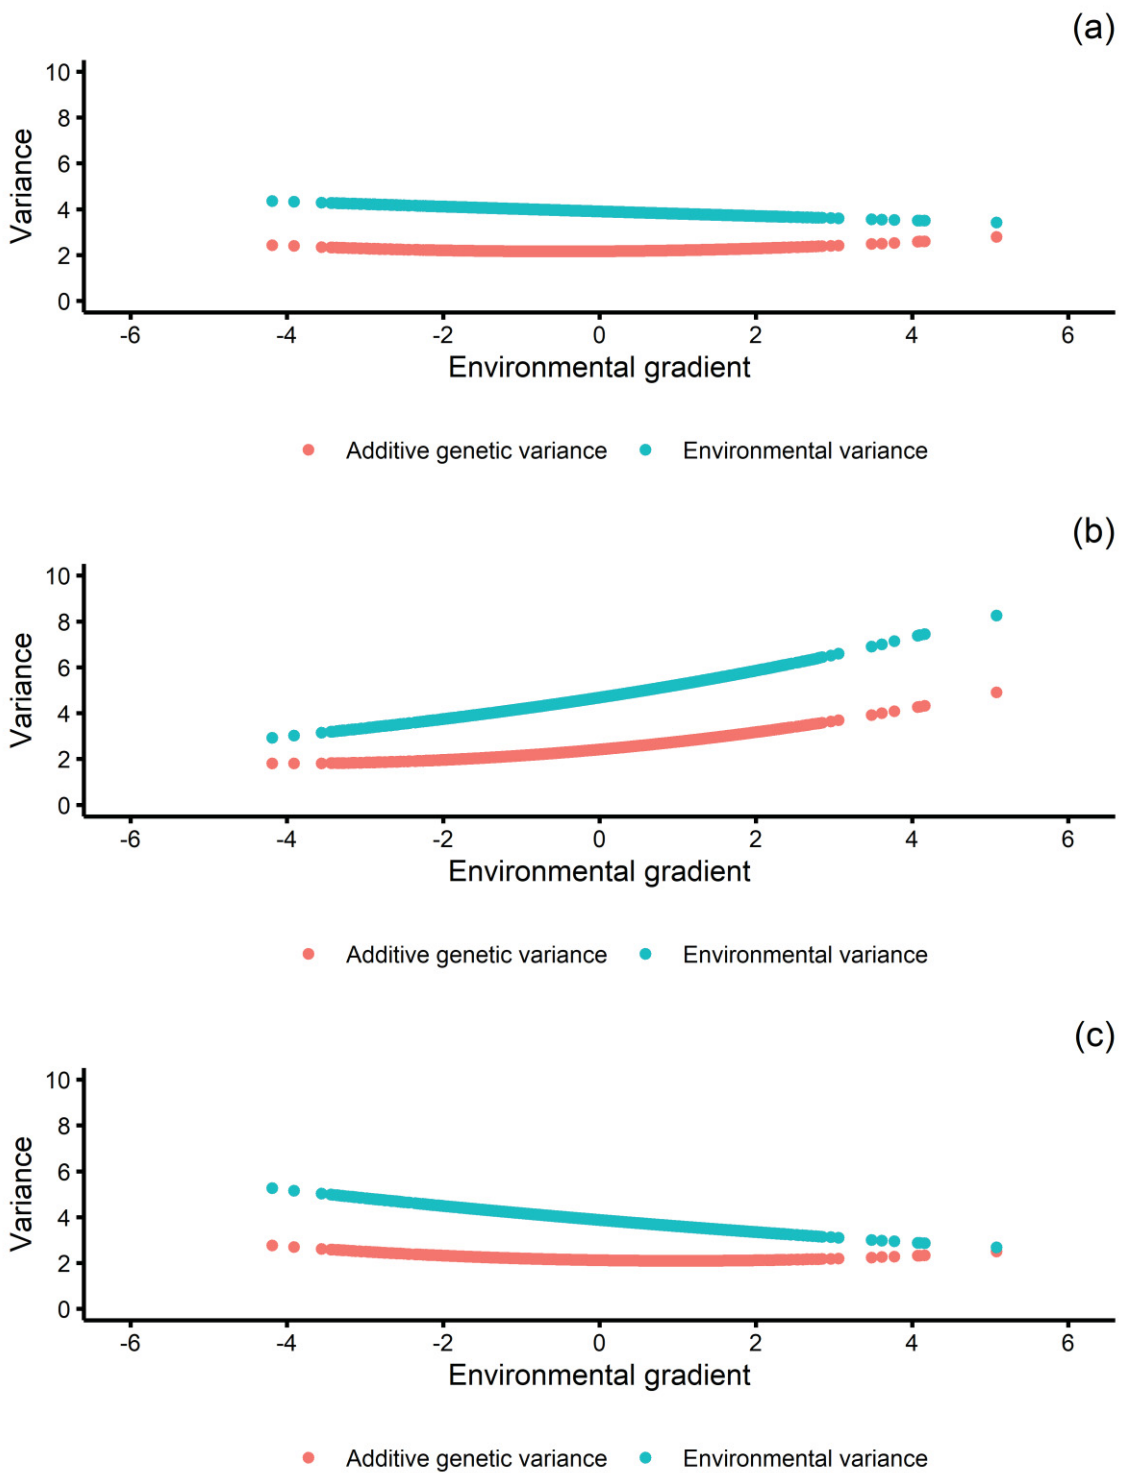 (a)
10
8
6
4
2
0
Variance
-6 -4 -2 0 2 4 6
Environmental gradient
Additive genetic variance Environmental variance
(b)
10
8
6
4
2
0
Variance
-6 -4 -2 0 2 4 6
Environmental gradient
Additive genetic variance Environmental variance
(c)
10
8
6
4
2
0
Variance
-6 -4 -2 0 2 4 6
Environmental gradient
Additive genetic variance Environmental variance